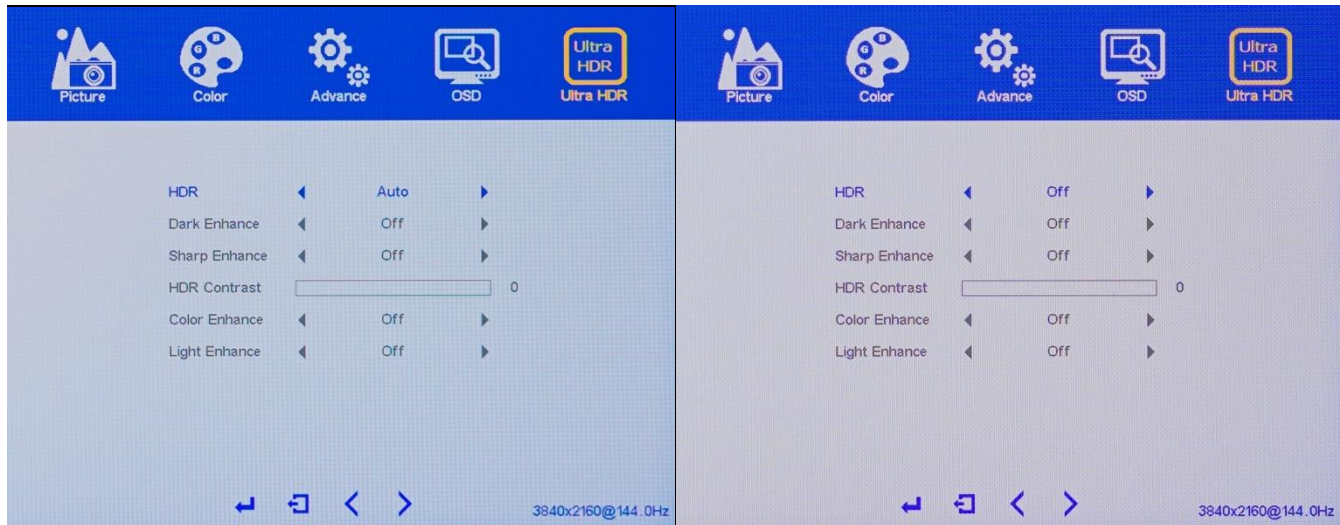 G B R
Ultra
HDR
Picture Color Advance OSD Ultra HDR
HDR Auto
Dark Enhance Off
Sharp Enhance Off
HDR Contrast 0
Color Enhance Off
Light Enhance Off
3840x2160@144.0Hz
G B R
Ultra
HDR
Picture Color Advance OSD Ultra HDR
HDR Off
Dark Enhance Off
Sharp Enhance Off
HDR Contrast 0
Color Enhance Off
Light Enhance Off
3840x2160@144.0Hz